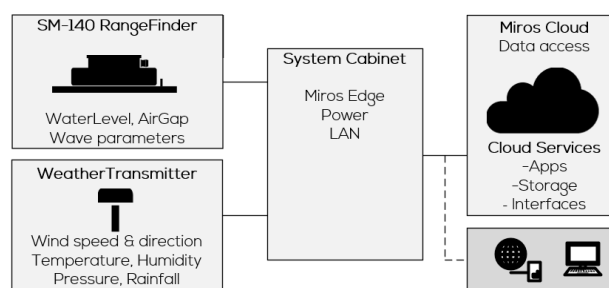 SM-140 RangeFinder
WaterLevel, AirGap
Wave parameters
WeatherTransmitter
Wind speed & direction
Temperature, Humidity
Pressure, Rainfall
System Cabinet
Miros Edge
Power
LAN
Miros Cloud
Data access
Cloud Services
-Apps
-Storage
- Interfaces